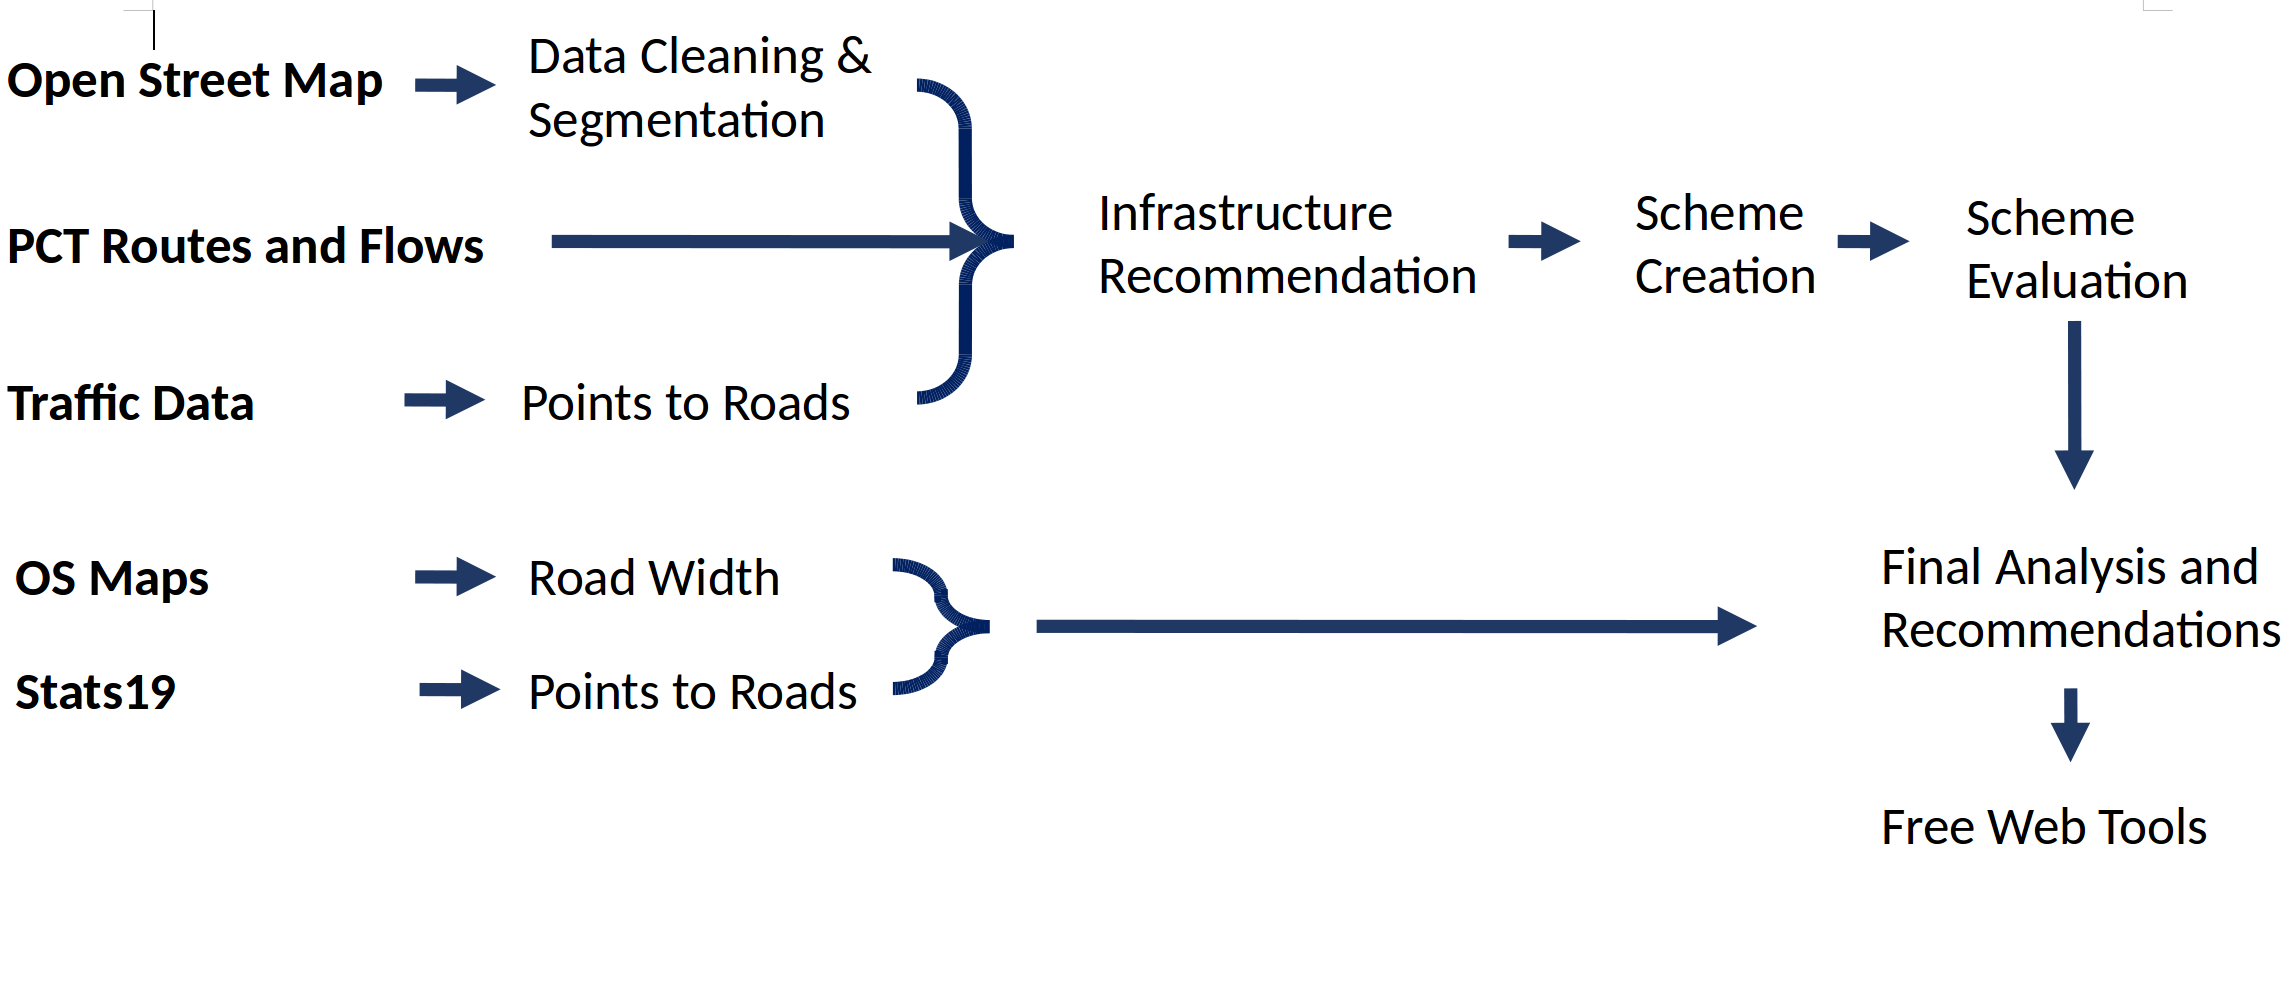 Open Street Map
Data Cleaning &
Segmentation
PCT Routes and Flows
Infrastructure
Recommendation
Scheme
Creation
Scheme
Evaluation
Traffic Data
Points to Roads
OS Maps
Road Width
Stats19
Points to Roads
Final Analysis and
Recommendations
Free Web Tools